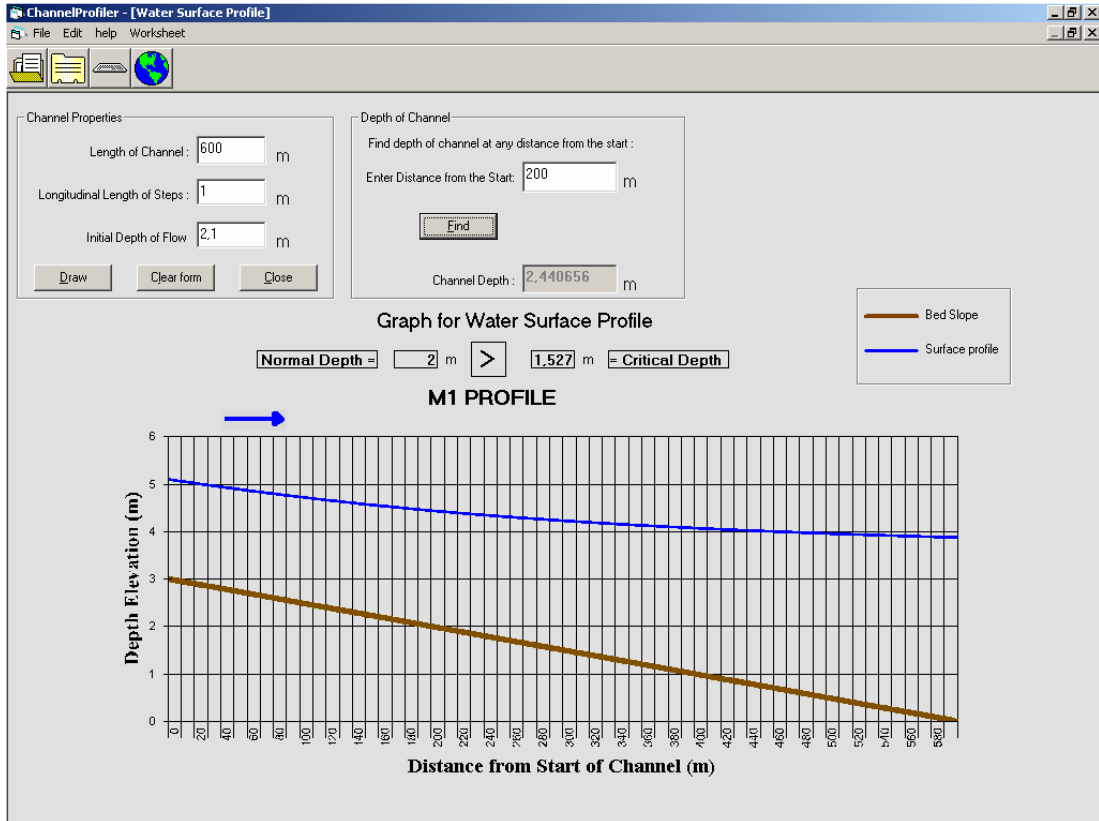 ChannelProfiler - [Water Surface Profile]
File Edit help Worksheet
Channel Properties
Length of Channel : 600 m
Longitudinal Length of Steps : 1 m
Initial Depth of Flow 2,1 m
Draw Clear form Close
Depth of Channel
Find depth of channel at any distance from the start :
Enter Distance from the Start: 200 m
Find
Channel Depth : 2,440656 m
Bed Slope
Surface profile
Graph for Water Surface Profile
Normal Depth = 2 m > 1,527 m = Critical Depth
M1 PROFILE
6
5
4
3
2
1
0
Depth Elevation (m)
0 20 40 60 80 100 120 140 160 180 200 220 240 260 280 300 320 340 360 380 400 420 440 460 480 500 520 540 560 580
Distance from Start of Channel (m)